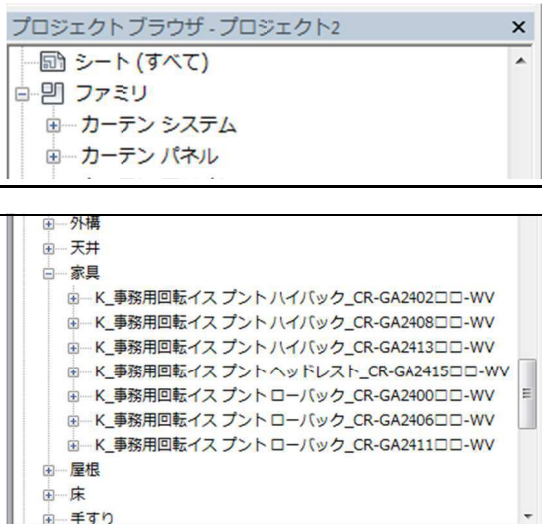 プロジェクト ブラウザ - プロジェクト2
シート (すべて)
ファミリ
カーテン システム
カーテン パネル
外構
天井
家具
K_事務用回転イス プント ハイバック_CR-GA2402□□-WV
K_事務用回転イス プント ハイバック_CR-GA2408□□-WV
K_事務用回転イス プント ハイバック_CR-GA2413□□-WV
K_事務用回転イス プント ヘッドレスト_CR-GA2415□□-WV
K_事務用回転イス プント ローバック_CR-GA2400□□-WV
K_事務用回転イス プント ローバック_CR-GA2406□□-WV
K_事務用回転イス プント ローバック_CR-GA2411□□-WV
屋根
床
手すり